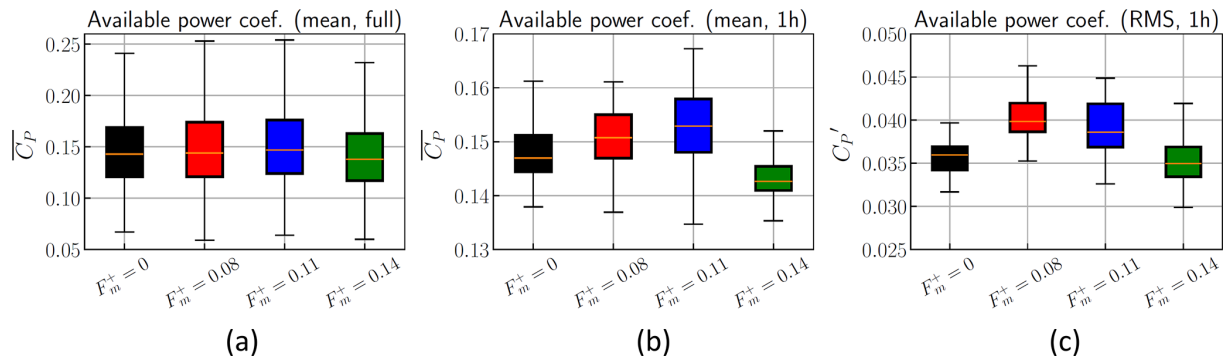 Available power coef. (mean, full)
0.25
0.20
0.15
0.10
0.05
$\overline{C_P}$
$F_m^+ = 0$
$F_m^+ = 0.08$
$F_m^+ = 0.11$
$F_m^+ = 0.14$
(a)
Available power coef. (mean, 1h)
0.17
0.16
0.15
0.14
0.13
$\overline{C_P}$
$F_m^+ = 0$
$F_m^+ = 0.08$
$F_m^+ = 0.11$
$F_m^+ = 0.14$
(b)
Available power coef. (RMS, 1h)
0.050
0.045
0.040
0.035
0.030
0.025
$C_P'$
$F_m^+ = 0$
$F_m^+ = 0.08$
$F_m^+ = 0.11$
$F_m^+ = 0.14$
(c)